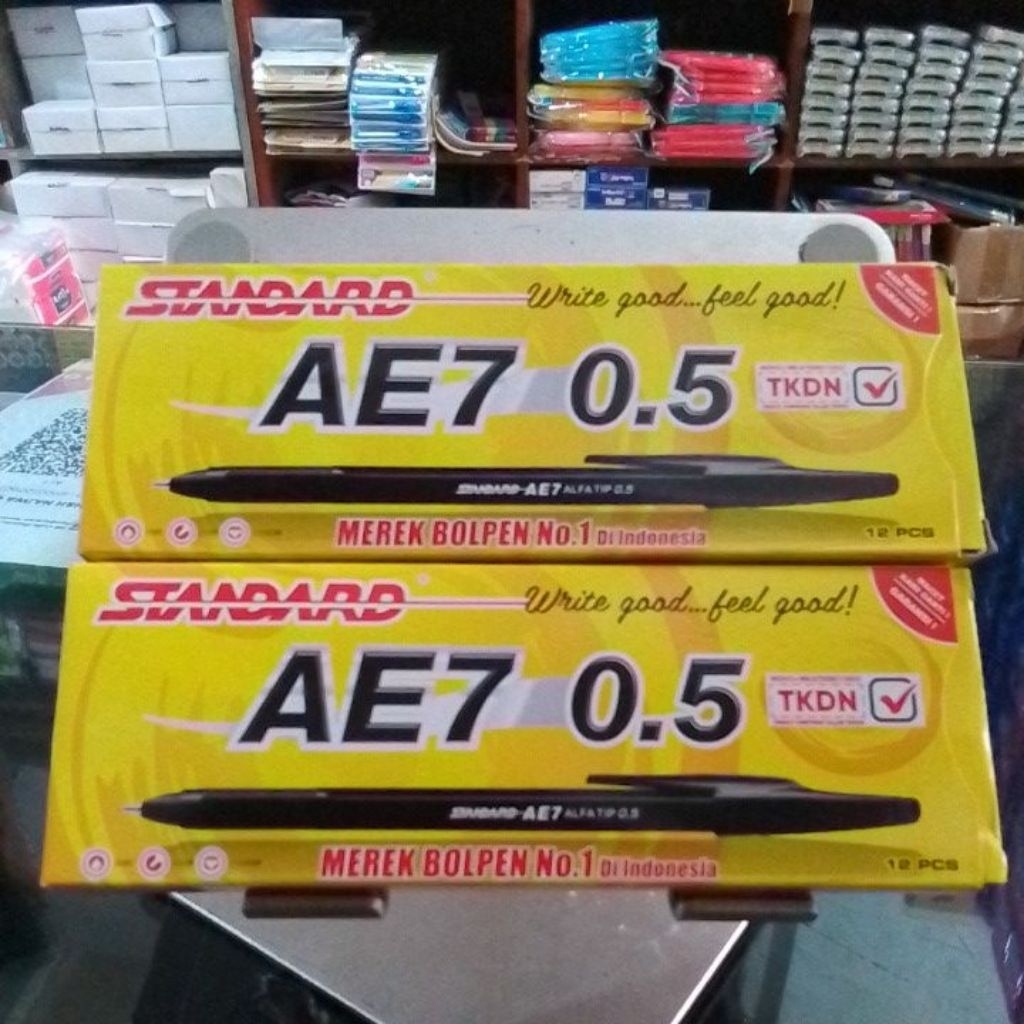 STANDARD
Write good...feel good!
AE7 0.5
TKDN
STANDARD AE7 ALFATIP 0.5
MEREK BOLPEN No.1 Di Indonesia
12 PCS
STANDARD
Write good...feel good!
AE7 0.5
TKDN
STANDARD AE7 ALFATIP 0.5
MEREK BOLPEN No.1 Di Indonesia
12 PCS